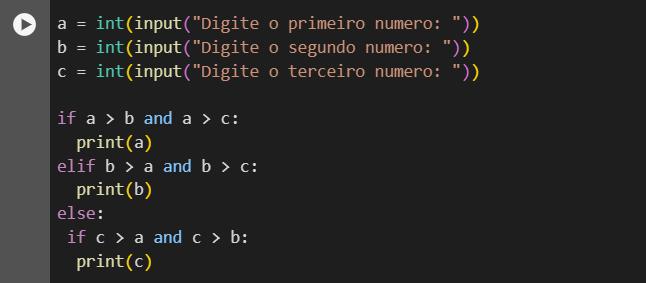 a = int(input("Digite o primeiro numero: "))
b = int(input("Digite o segundo numero: "))
c = int(input("Digite o terceiro numero: "))

if a > b and a > c:
  print(a)
elif b > a and b > c:
  print(b)
else:
 if c > a and c > b:
  print(c)